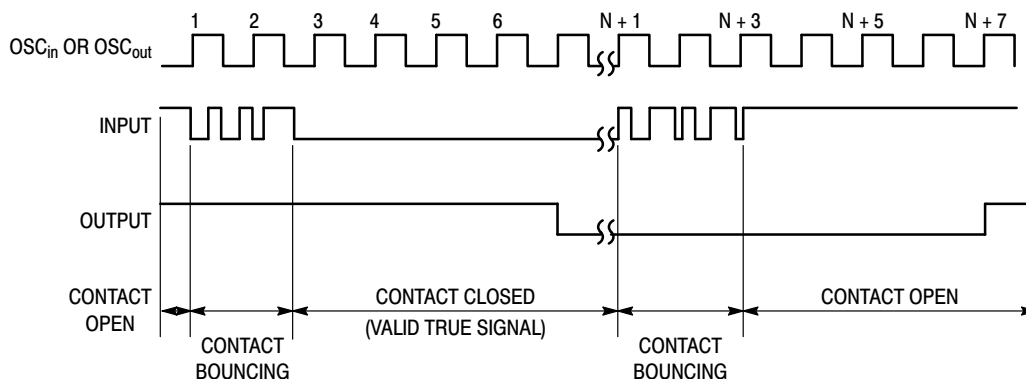 1 2 3 4 5 6 N + 1 N + 3 N + 5 N + 7
OSCin OR OSCout
INPUT
OUTPUT
CONTACT
OPEN
CONTACT CLOSED
(VALID TRUE SIGNAL)
CONTACT OPEN
CONTACT
BOUNCING
CONTACT
BOUNCING